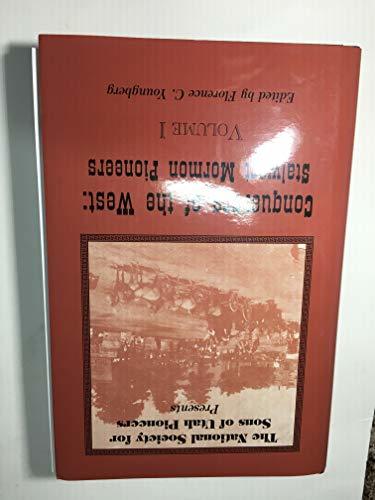 The National Society for
Sons of Utah Pioneers
Presents
Conquerors of the West:
Stalwart Mormon Pioneers
VOLUME I
Edited by Florence C. Youngberg